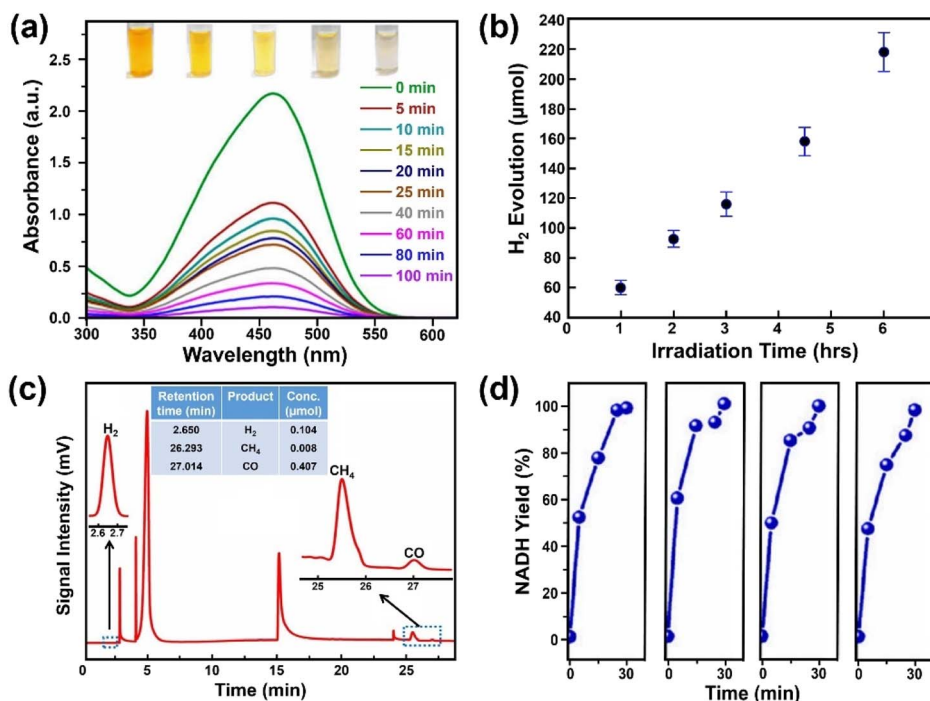 (a)
Absorbance (a.u.)
2.5
2.0
1.5
1.0
0.5
0.0
0 min
5 min
10 min
15 min
20 min
25 min
40 min
60 min
80 min
100 min
300 350 400 450 500 550 600
Wavelength (nm)
(b)
H₂ Evolution (μmol)
240
220
200
180
160
140
120
100
80
60
40
0 1 2 3 4 5 6
Irradiation Time (hrs)
(c)
Signal Intensity (mV)
Retention time (min) Product Conc. (μmol)
2.650 H₂ 0.104
26.293 CH₄ 0.008
27.014 CO 0.407
H₂
2.6 2.7
CH₄
CO
25 26 27
0 5 10 15 20 25
Time (min)
(d)
NADH Yield (%)
100
80
60
40
20
0
0 30 0 30 0 30 0 30
Time (min)